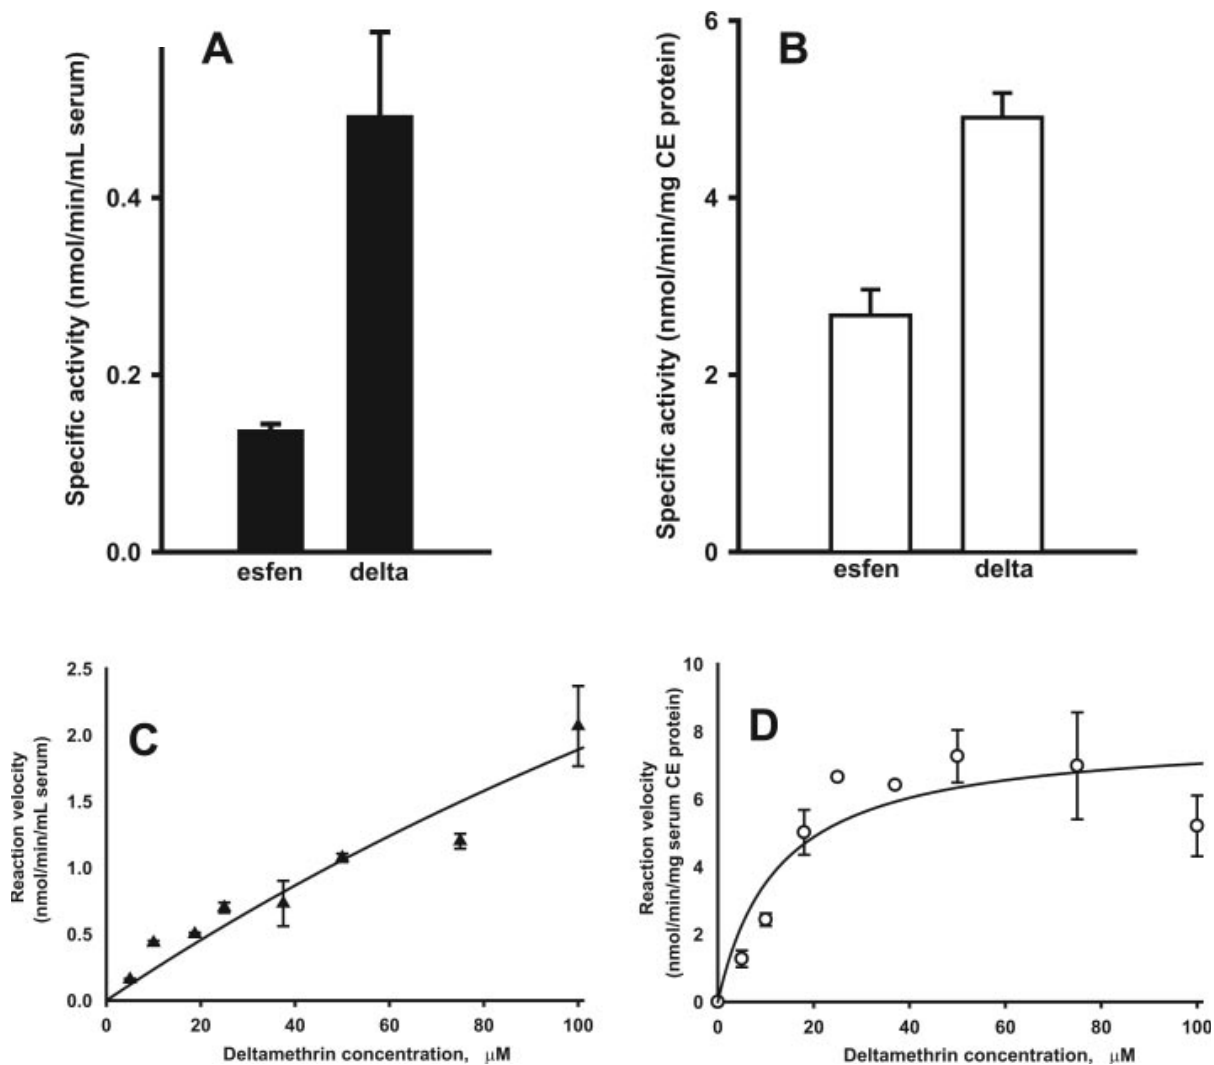 A
Specific activity (nmol/min/mL serum)
0.4
0.2
0.0
esfen delta
B
Specific activity (nmol/min/mg CE protein)
6
4
2
0
esfen delta
C
Reaction velocity
(nmol/min/mL serum)
2.5
2.0
1.5
1.0
0.5
0.0
0 20 40 60 80 100
Deltamethrin concentration, μM
D
Reaction velocity
(nmol/min/mg serum CE protein)
10
8
6
4
2
0
0 20 40 60 80 100
Deltamethrin concentration, μM